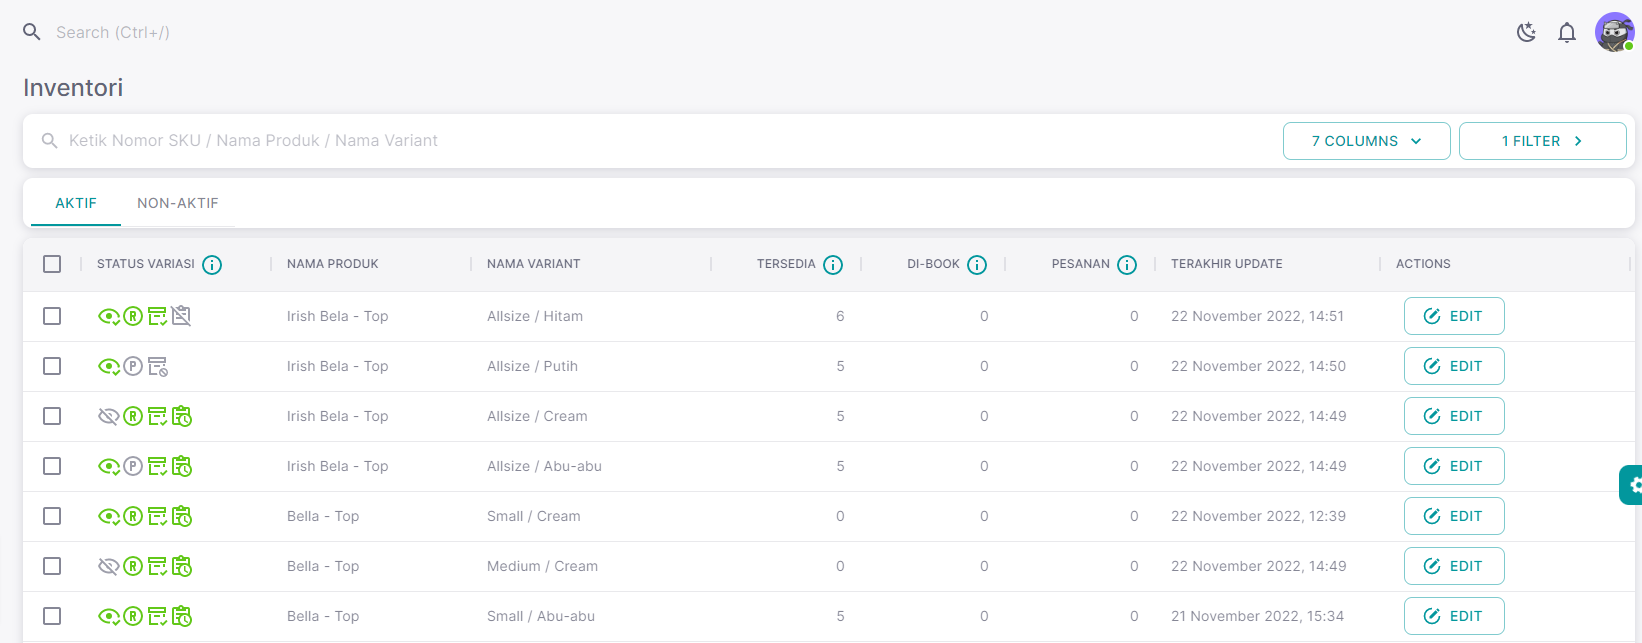 Search (Ctrl+/)
Inventori
Ketik Nomor SKU / Nama Produk / Nama Variant 7 COLUMNS 1 FILTER
AKTIF NON-AKTIF
STATUS VARIASI NAMA PRODUK NAMA VARIANT TERSEDIA DI-BOOK PESANAN TERAKHIR UPDATE ACTIONS
R Irish Bela - Top Allsize / Hitam 6 0 0 22 November 2022, 14:51 EDIT
P Irish Bela - Top Allsize / Putih 5 0 0 22 November 2022, 14:50 EDIT
R Irish Bela - Top Allsize / Cream 5 0 0 22 November 2022, 14:49 EDIT
P Irish Bela - Top Allsize / Abu-abu 5 0 0 22 November 2022, 14:49 EDIT
R Bella - Top Small / Cream 0 0 0 22 November 2022, 12:39 EDIT
R Bella - Top Medium / Cream 0 0 0 22 November 2022, 14:49 EDIT
R Bella - Top Small / Abu-abu 5 0 0 21 November 2022, 15:34 EDIT